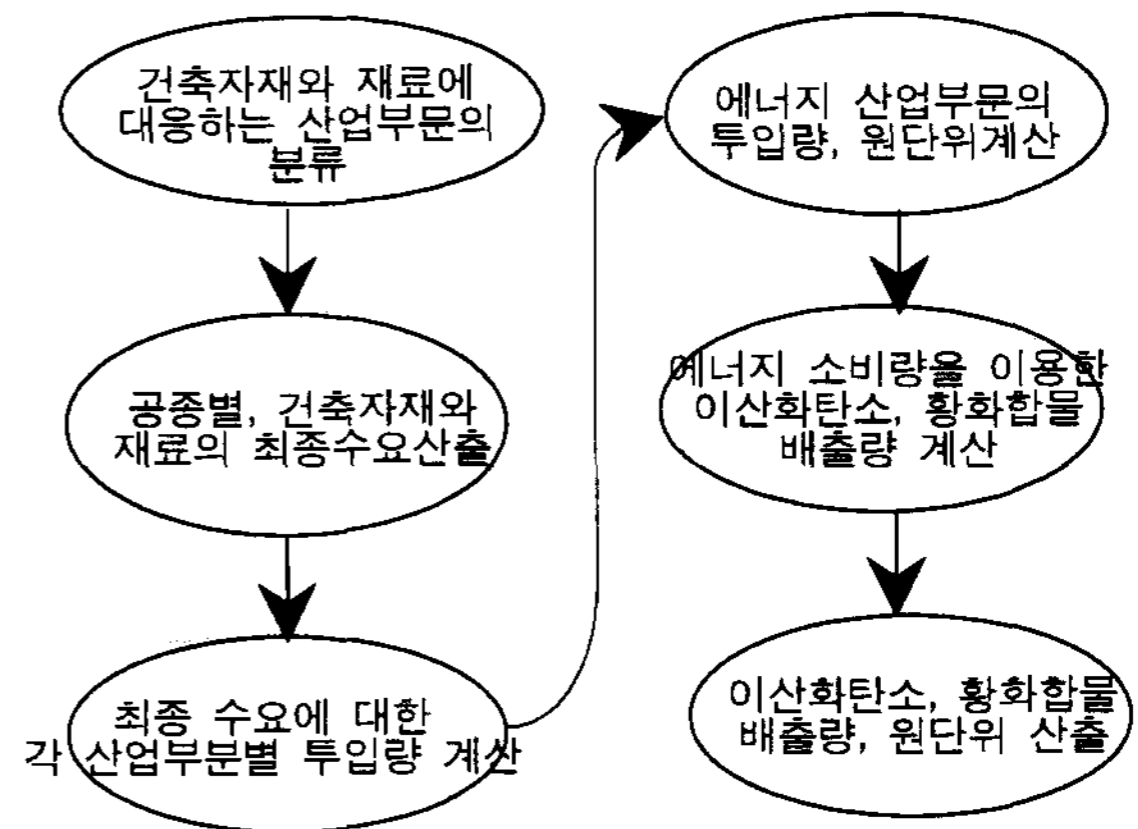 건축자재와 재료에
대응하는 산업부문의
분류
공종별, 건축자재와
재료의 최종수요산출
최종 수요에 대한
각 산업부분별 투입량 계산
에너지 산업부문의
투입량, 원단위계산
에너지 소비량을 이용한
이산화탄소, 황화합물
배출량 계산
이산화탄소, 황화합물
배출량, 원단위 산출